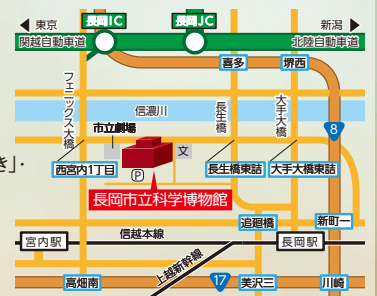 東京
長岡IC
長岡JC
新潟
関越自動車道
北陸自動車道
喜多
堺西
フェニックス大橋
信濃川
長生橋
大手大橋
8
市立劇場
文
き」・
西宮内1丁目
P
長生橋東詰
大手大橋東詰
長岡市立科学博物館
追廻橋
新町一
宮内駅
信越本線
長岡駅
上越新幹線
高畑南
17
美沢三
川崎